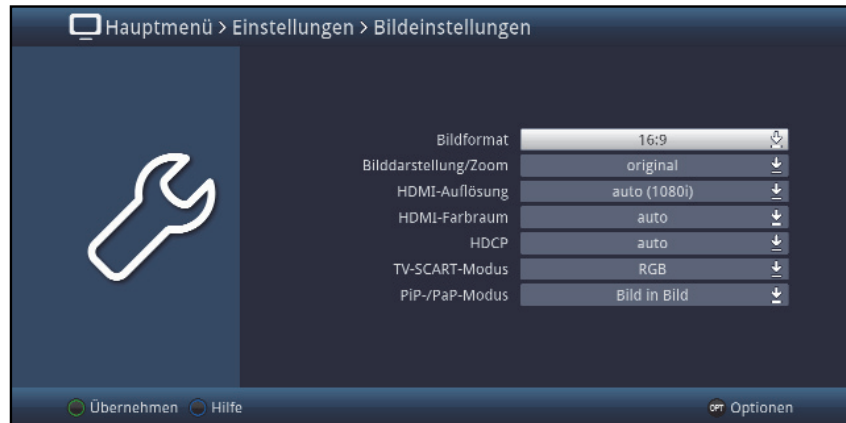 Hauptmenü > Einstellungen > Bildeinstellungen
Bildformat 16:9
Bilddarstellung/Zoom original
HDMI-Auflösung auto (1080i)
HDMI-Farbraum auto
HDCP auto
TV-SCART-Modus RGB
PiP-/PaP-Modus Bild in Bild
Übernehmen Hilfe OPT Optionen